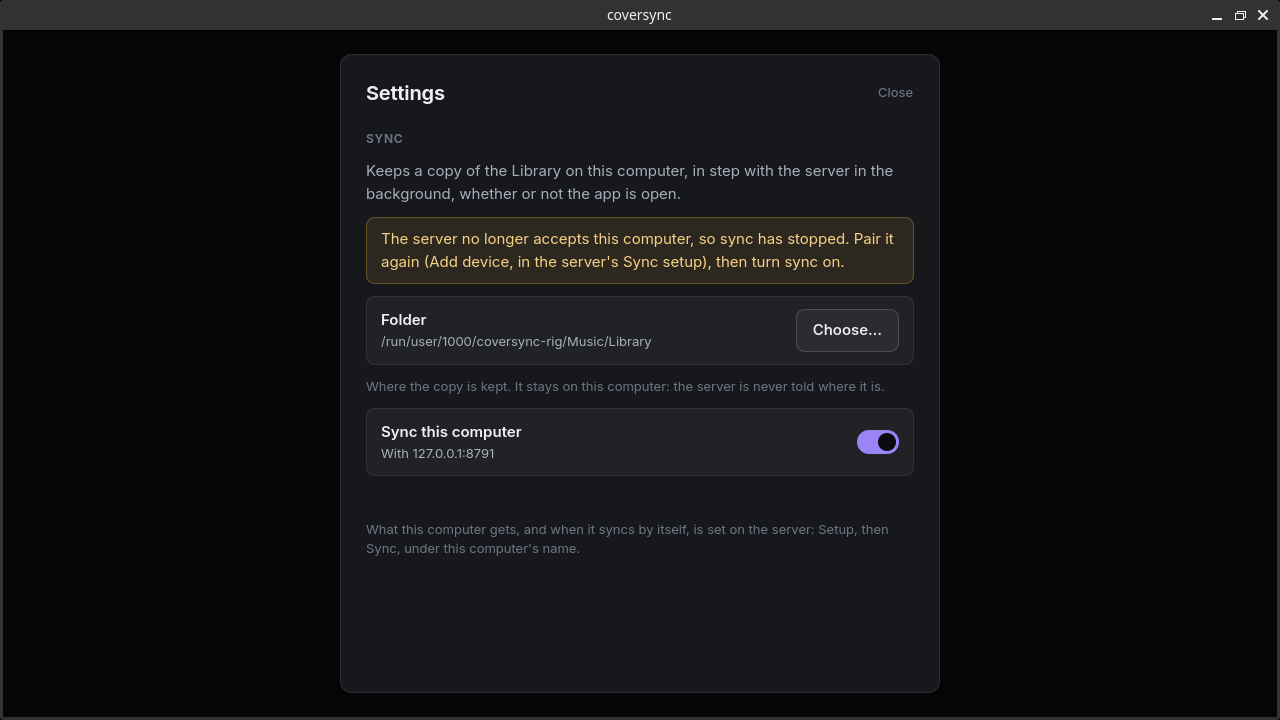 coversync
Settings
Close
SYNC
Keeps a copy of the Library on this computer, in step with the server in the
background, whether or not the app is open.
The server no longer accepts this computer, so sync has stopped. Pair it
again (Add device, in the server's Sync setup), then turn sync on.
Folder
/run/user/1000/coversync-rig/Music/Library
Choose...
Where the copy is kept. It stays on this computer: the server is never told where it is.
Sync this computer
With 127.0.0.1:8791
What this computer gets, and when it syncs by itself, is set on the server: Setup, then
Sync, under this computer's name.